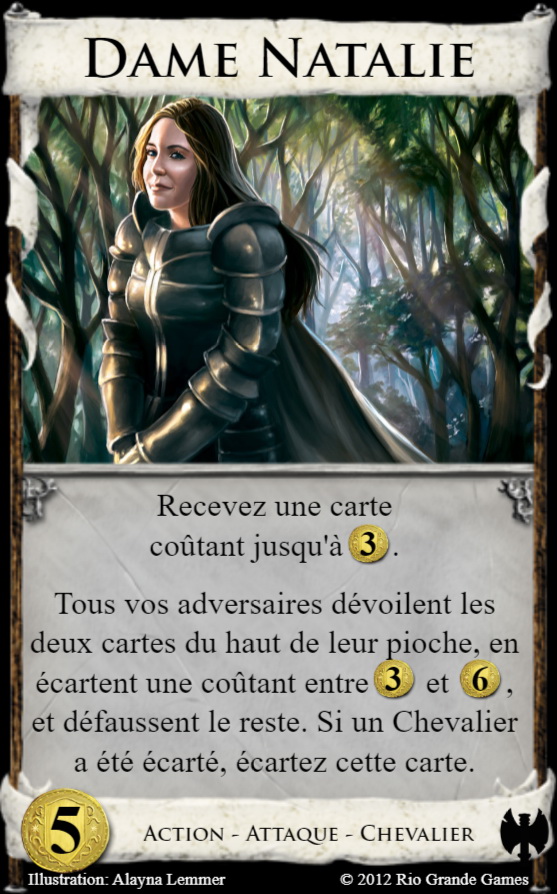 Dame Natalie
Recevez une carte
coûtant jusqu'à 3.
Tous vos adversaires dévoilent les
deux cartes du haut de leur pioche, en
écartent une coûtant entre 3 et 6,
et défaussent le reste. Si un Chevalier
a été écarté, écartez cette carte.
5 Action - Attaque - Chevalier
Illustration: Alayna Lemmer © 2012 Rio Grande Games